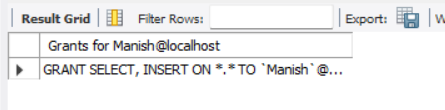 Result Grid Filter Rows: Export:
Grants for Manish@localhost
GRANT SELECT, INSERT ON *.* TO `Manish`@...